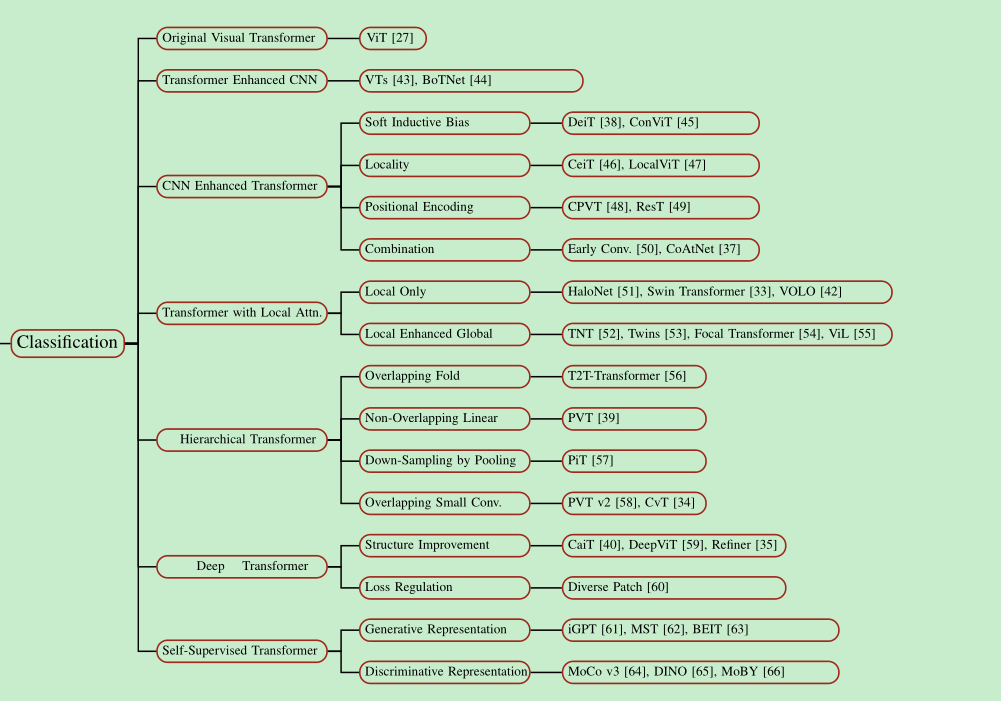 Original Visual Transformer
ViT [27]
Transformer Enhanced CNN
VTs [43], BoTNet [44]
Soft Inductive Bias
DeiT [38], ConViT [45]
Locality
CeiT [46], LocalViT [47]
CNN Enhanced Transformer
Positional Encoding
CPVT [48], ResT [49]
Combination
Early Conv. [50], CoAtNet [37]
Local Only
HaloNet [51], Swin Transformer [33], VOLO [42]
Transformer with Local Attn.
Local Enhanced Global
TNT [52], Twins [53], Focal Transformer [54], ViL [55]
Classification
Overlapping Fold
T2T-Transformer [56]
Non-Overlapping Linear
PVT [39]
Hierarchical Transformer
Down-Sampling by Pooling
PiT [57]
Overlapping Small Conv.
PVT v2 [58], CvT [34]
Structure Improvement
CaiT [40], DeepViT [59], Refiner [35]
Deep Transformer
Loss Regulation
Diverse Patch [60]
Generative Representation
iGPT [61], MST [62], BEIT [63]
Self-Supervised Transformer
Discriminative Representation
MoCo v3 [64], DINO [65], MoBY [66]